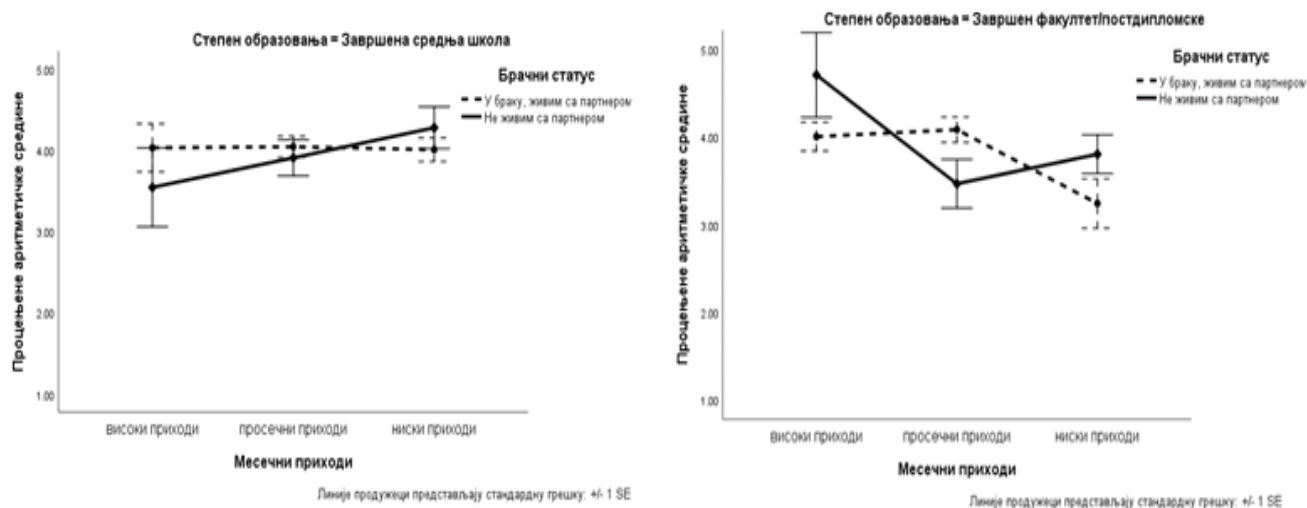 Степен образовања = Завршена средња школа
Брачни статус
У браку, живим са партнером
Не живим са партнером
Процењене аритметичке средине
5.00
4.00
3.00
2.00
1.00
високи приходи
просечни приходи
ниски приходи
Месечни приходи
Линије продужеци представљају стандардну грешку: +/- 1 SE
Степен образовања = Завршен факултет/постдипломске
Брачни статус
У браку, живим са партнером
Не живим са партнером
Процењене аритметичке средине
5.00
4.00
3.00
2.00
1.00
високи приходи
просечни приходи
ниски приходи
Месечни приходи
Линије продужеци представљају стандардну грешку: +/- 1 SE